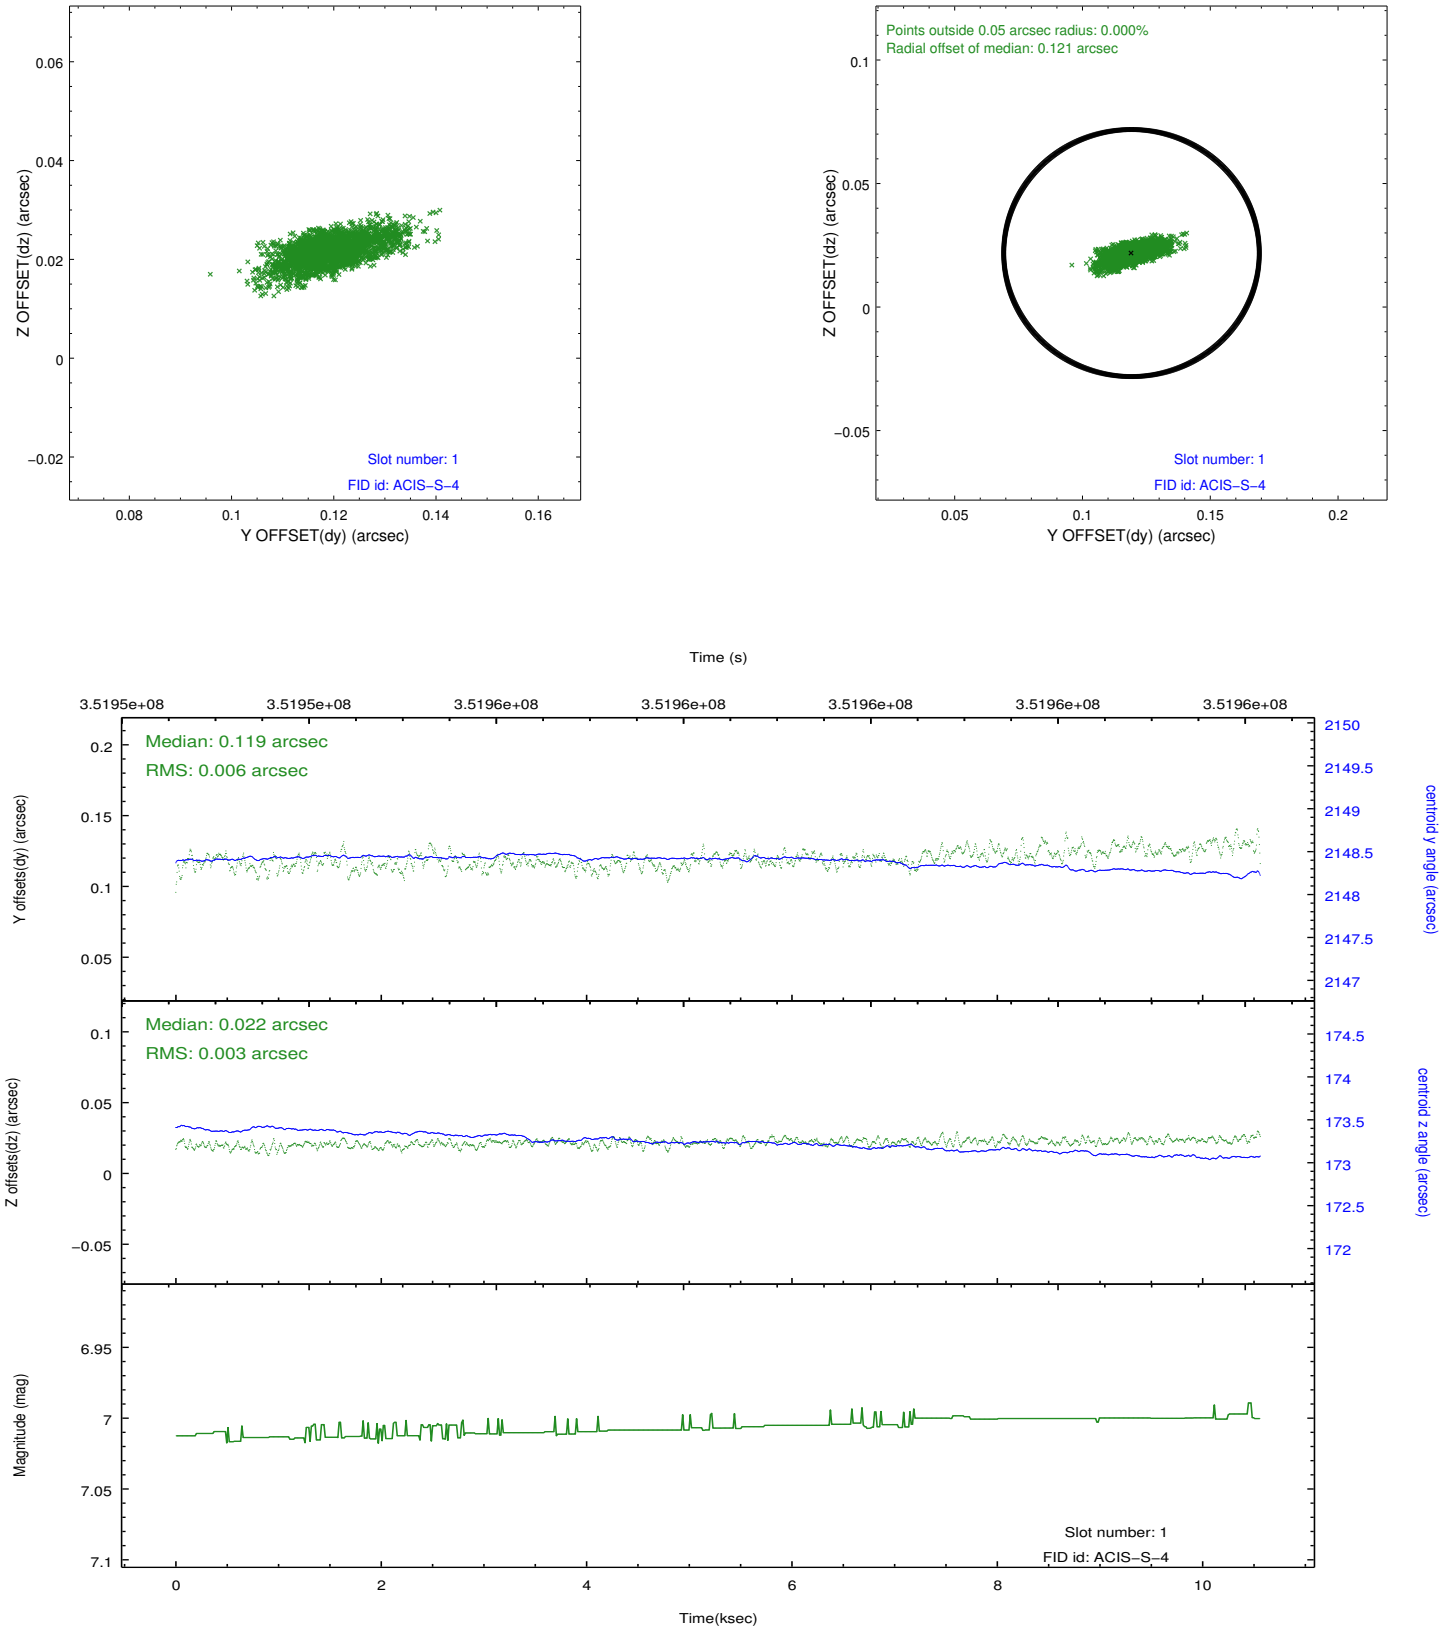 0.06
0.04
0.02
0
−0.02
Z OFFSET(dz) (arcsec)
Slot number: 1
FID id: ACIS−S−4
0.08
0.1
0.12
0.14
0.16
Y OFFSET(dy) (arcsec)
Points outside 0.05 arcsec radius: 0.000%
Radial offset of median: 0.121 arcsec
0.1
0.05
0
−0.05
Z OFFSET(dz) (arcsec)
Slot number: 1
FID id: ACIS−S−4
0.05
0.1
0.15
0.2
Y OFFSET(dy) (arcsec)
Time (s)
3.5195e+08
3.5195e+08
3.5196e+08
3.5196e+08
3.5196e+08
3.5196e+08
3.5196e+08
Median: 0.119 arcsec
RMS: 0.006 arcsec
0.2
0.15
0.1
0.05
Y offsets(dy) (arcsec)
2150
2149.5
2149
2148.5
2148
2147.5
2147
centroid y angle (arcsec)
Median: 0.022 arcsec
RMS: 0.003 arcsec
0.1
0.05
0
−0.05
Z offsets(dz) (arcsec)
174.5
174
173.5
173
172.5
172
centroid z angle (arcsec)
6.95
7
7.05
7.1
Magnitude (mag)
Slot number: 1
FID id: ACIS−S−4
0
2
4
6
8
10
Time(ksec)